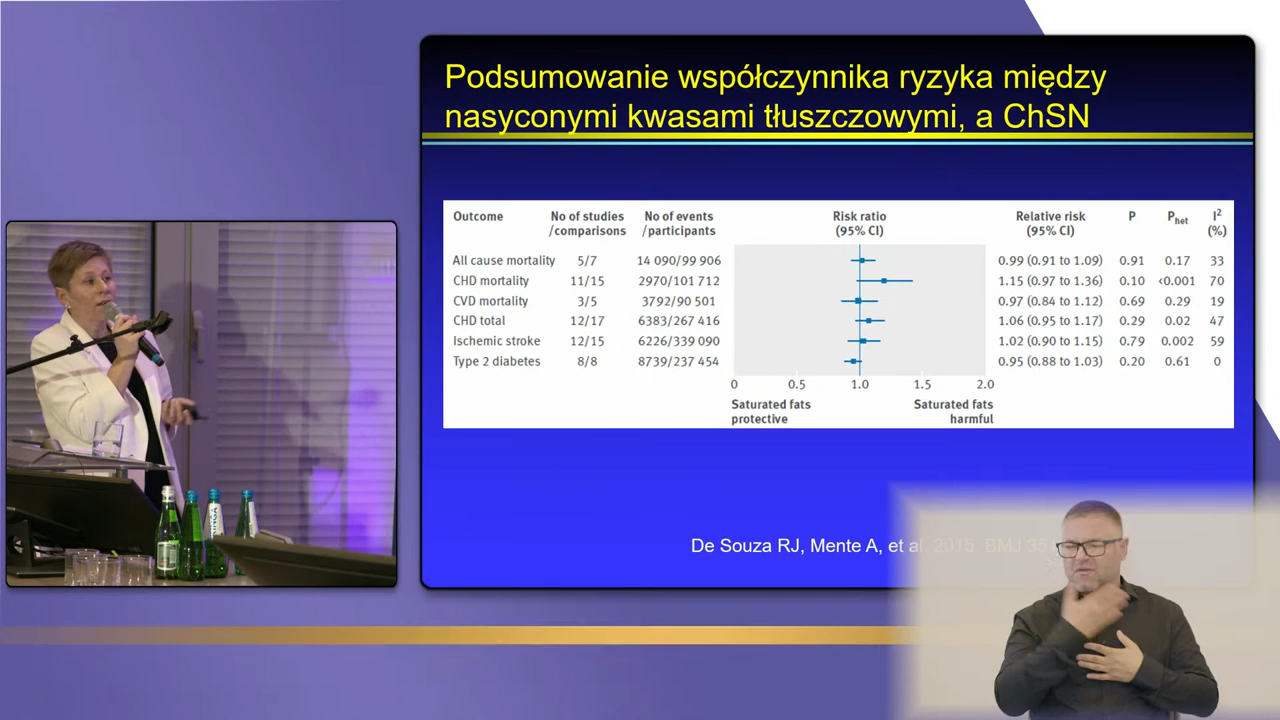 Podsumowanie współczynnika ryzyka między
nasyconymi kwasami tłuszczowymi, a ChSN
Outcome No of studies /comparisons No of events /participants Risk ratio (95% CI) Relative risk (95% CI) P Phet I2 (%)
All cause mortality 5/7 14 090/99 906 0.99 (0.91 to 1.09) 0.91 0.17 33
CHD mortality 11/15 2970/101 712 1.15 (0.97 to 1.36) 0.10 <0.001 70
CVD mortality 3/5 3792/90 501 0.97 (0.84 to 1.12) 0.69 0.29 19
CHD total 12/17 6383/267 416 1.06 (0.95 to 1.17) 0.29 0.02 47
Ischemic stroke 12/15 6226/339 090 1.02 (0.90 to 1.15) 0.79 0.002 59
Type 2 diabetes 8/8 8739/237 454 0.95 (0.88 to 1.03) 0.20 0.61 0
0 0.5 1.0 1.5 2.0
Saturated fats protective Saturated fats harmful
De Souza RJ, Mente A, et al. 2015 BMJ 351